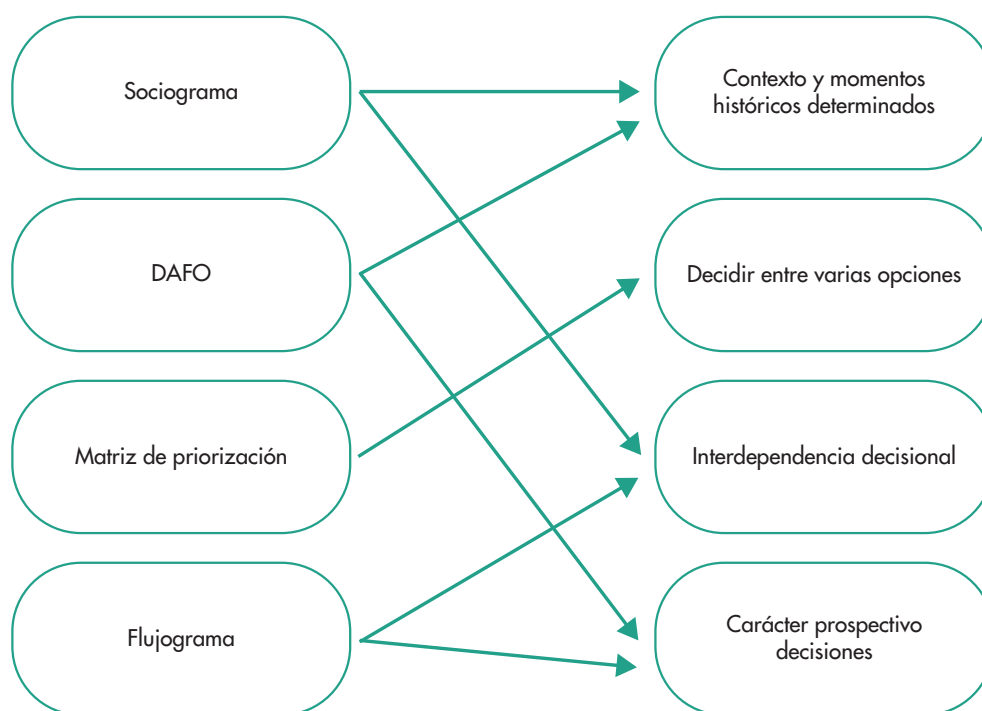 Sociograma
Contexto y momentos
históricos determinados
DAFO
Decidir entre varias opciones
Matriz de priorización
Interdependencia decisional
Flujograma
Carácter prospectivo
decisiones